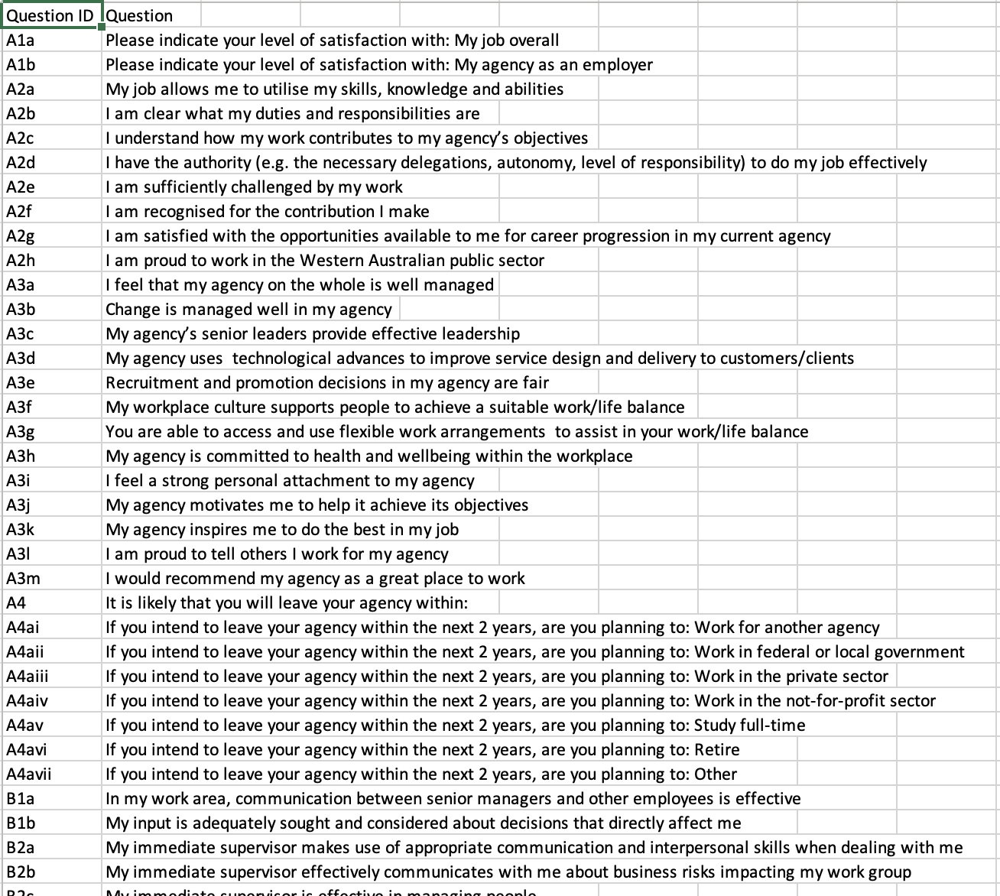 Question ID Question
A1a Please indicate your level of satisfaction with: My job overall
A1b Please indicate your level of satisfaction with: My agency as an employer
A2a My job allows me to utilise my skills, knowledge and abilities
A2b I am clear what my duties and responsibilities are
A2c I understand how my work contributes to my agency’s objectives
A2d I have the authority (e.g. the necessary delegations, autonomy, level of responsibility) to do my job effectively
A2e I am sufficiently challenged by my work
A2f I am recognised for the contribution I make
A2g I am satisfied with the opportunities available to me for career progression in my current agency
A2h I am proud to work in the Western Australian public sector
A3a I feel that my agency on the whole is well managed
A3b Change is managed well in my agency
A3c My agency’s senior leaders provide effective leadership
A3d My agency uses  technological advances to improve service design and delivery to customers/clients
A3e Recruitment and promotion decisions in my agency are fair
A3f My workplace culture supports people to achieve a suitable work/life balance
A3g You are able to access and use flexible work arrangements  to assist in your work/life balance
A3h My agency is committed to health and wellbeing within the workplace
A3i I feel a strong personal attachment to my agency
A3j My agency motivates me to help it achieve its objectives
A3k My agency inspires me to do the best in my job
A3l I am proud to tell others I work for my agency
A3m I would recommend my agency as a great place to work
A4 It is likely that you will leave your agency within:
A4ai If you intend to leave your agency within the next 2 years, are you planning to: Work for another agency
A4aii If you intend to leave your agency within the next 2 years, are you planning to: Work in federal or local government
A4aiii If you intend to leave your agency within the next 2 years, are you planning to: Work in the private sector
A4aiv If you intend to leave your agency within the next 2 years, are you planning to: Work in the not-for-profit sector
A4av If you intend to leave your agency within the next 2 years, are you planning to: Study full-time
A4avi If you intend to leave your agency within the next 2 years, are you planning to: Retire
A4avii If you intend to leave your agency within the next 2 years, are you planning to: Other
B1a In my work area, communication between senior managers and other employees is effective
B1b My input is adequately sought and considered about decisions that directly affect me
B2a My immediate supervisor makes use of appropriate communication and interpersonal skills when dealing with me
B2b My immediate supervisor effectively communicates with me about business risks impacting my work group
B2c My immediate supervisor is effective in managing people